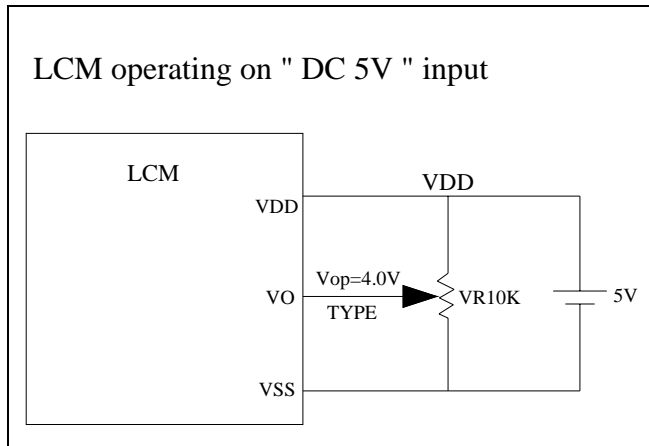 LCM operating on " DC 5V " input
LCM
VDD
VDD
Vop=4.0V
VO
TYPE
VR10K
5V
VSS